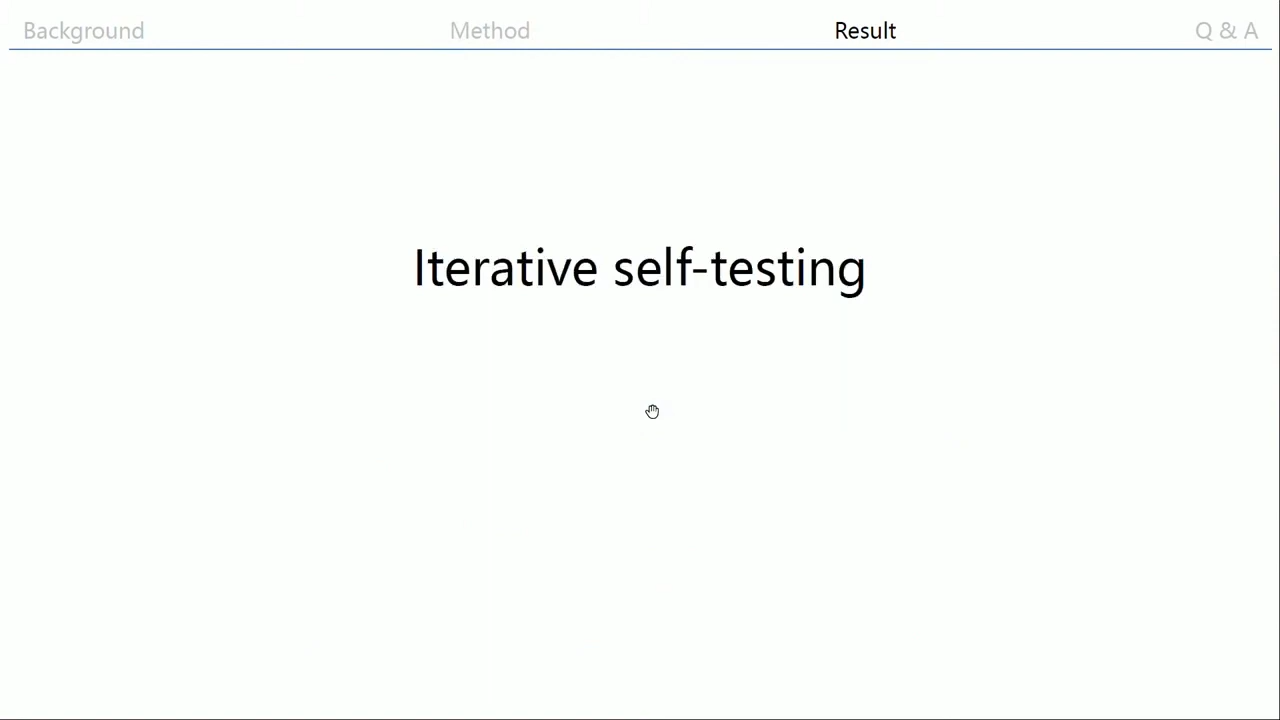 Background Method Result Q & A
Iterative self-testing